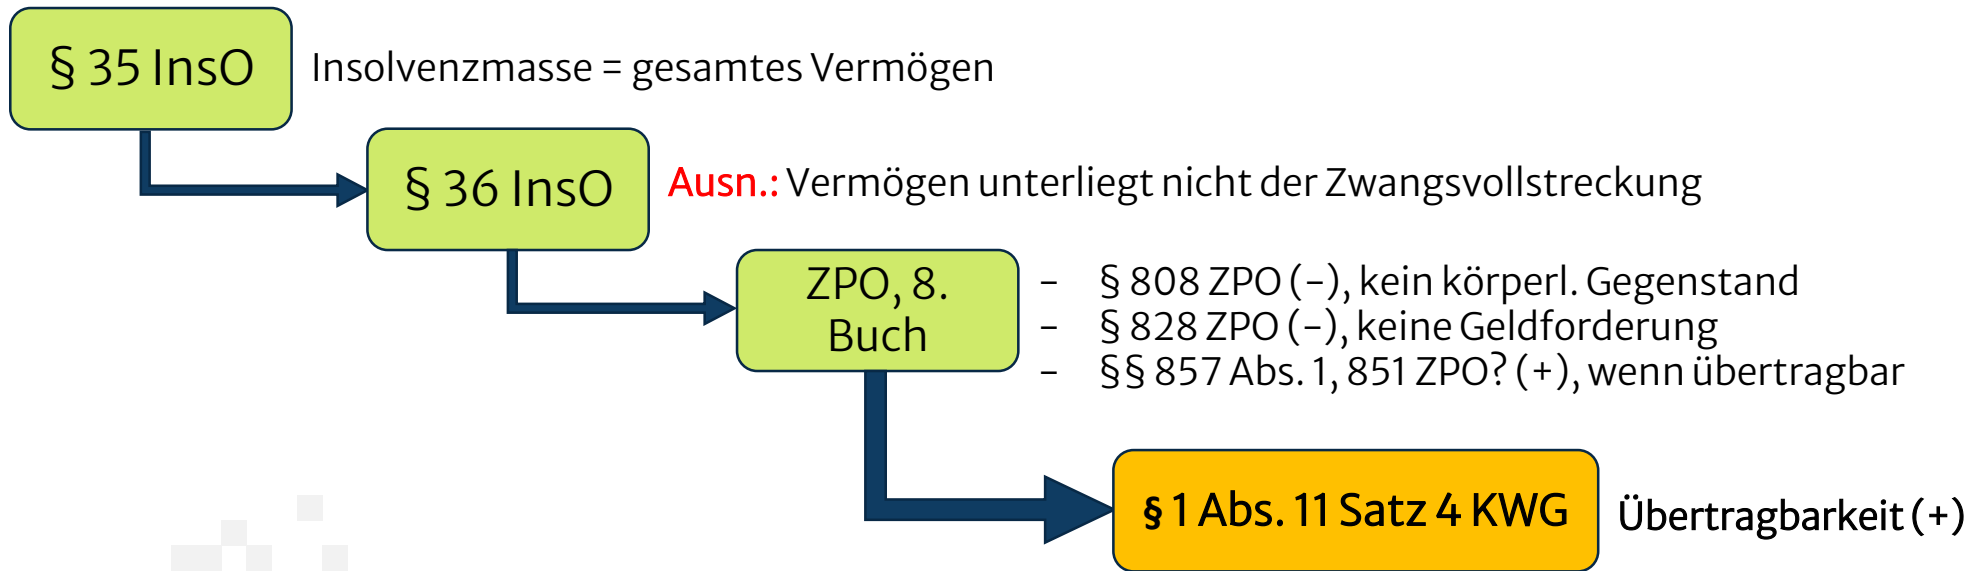 § 35 InsO
Insolvenzmasse = gesamtes Vermögen
§ 36 InsO
Ausn.: Vermögen unterliegt nicht der Zwangsvollstreckung
ZPO, 8.
Buch
- § 808 ZPO (-), kein körperl. Gegenstand
- § 828 ZPO (-), keine Geldforderung
- §§ 857 Abs. 1, 851 ZPO? (+), wenn übertragbar
§ 1 Abs. 11 Satz 4 KWG
Übertragbarkeit (+)